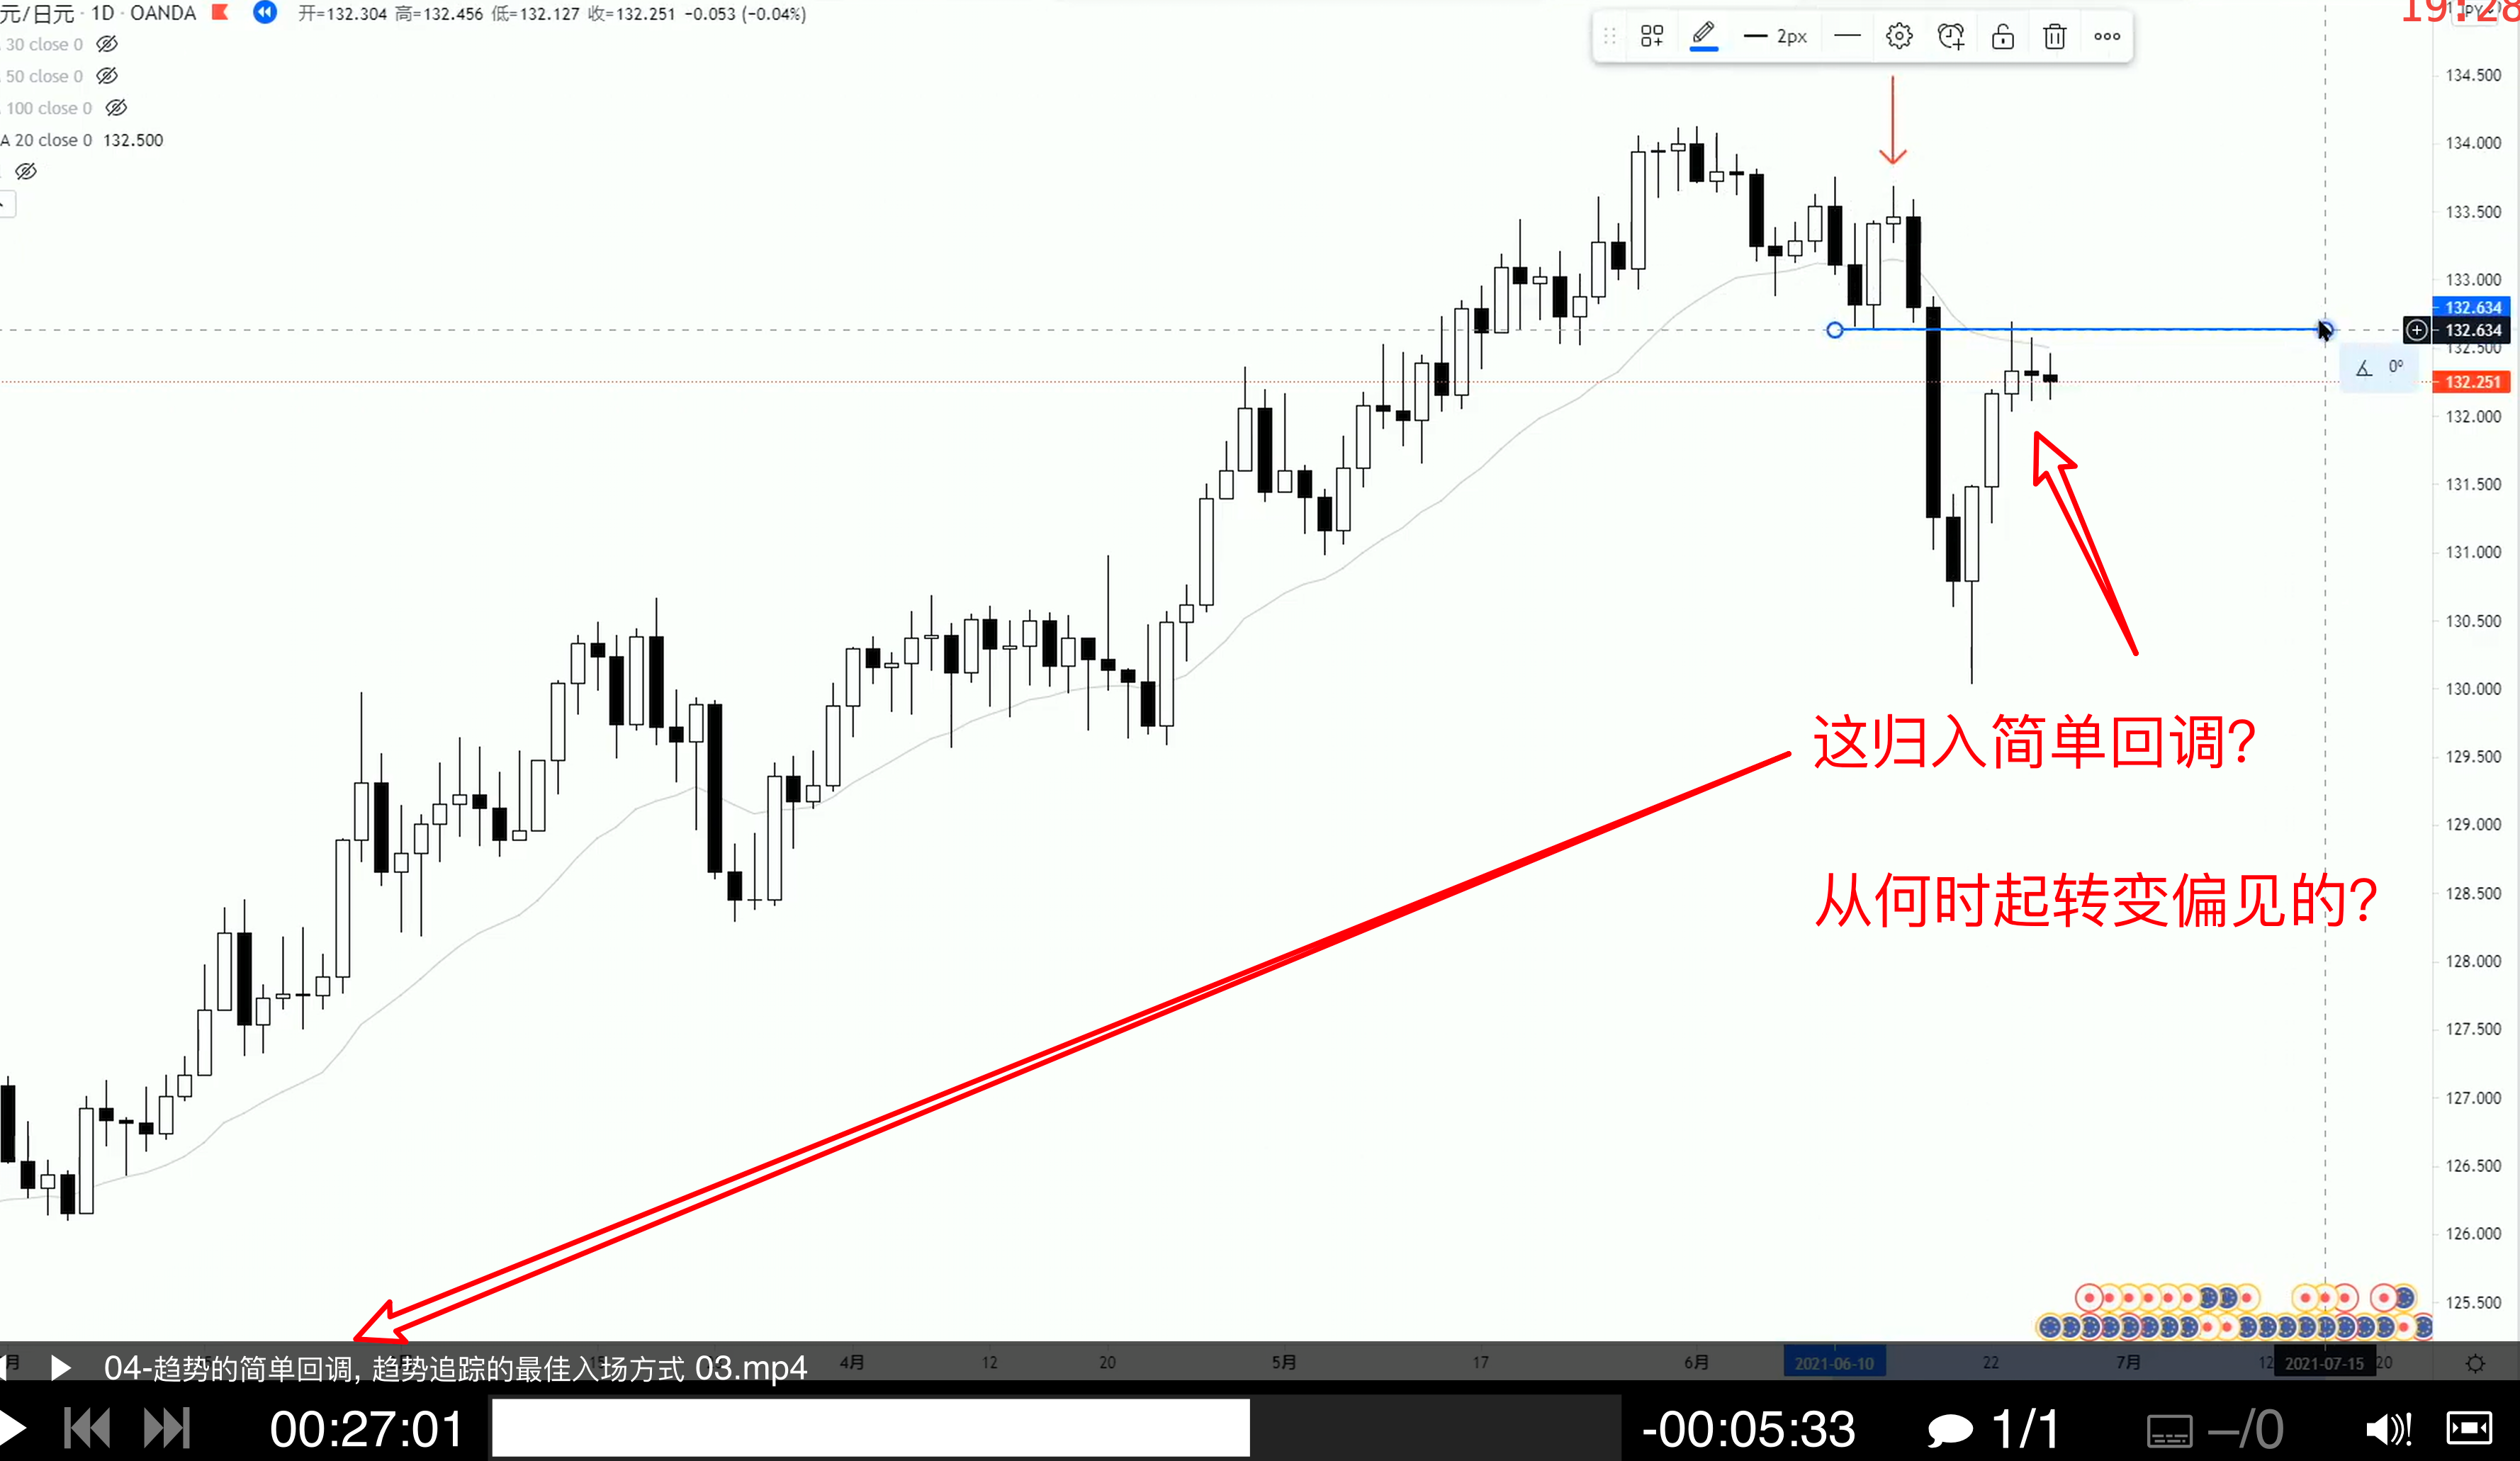 元/日元 · 1D · OANDA 开=132.304 高=132.456 低=132.127 收=132.251 -0.053 (-0.04%)
19:28
30 close 0
50 close 0
100 close 0
A 20 close 0 132.500
2px
134.500
134.000
133.500
133.000
132.634
132.634
132.500
0°
132.251
132.000
131.500
131.000
130.500
130.000
129.500
129.000
128.500
128.000
127.500
127.000
126.500
126.000
125.500
这归入简单回调?
从何时起转变偏见的?
月 15 4月 12 20 5月 17 6月 2021-06-10 22 7月 12 2021-07-15 20
04-趋势的简单回调, 趋势追踪的最佳入场方式 03.mp4
00:27:01 -00:05:33 1/1 –/0